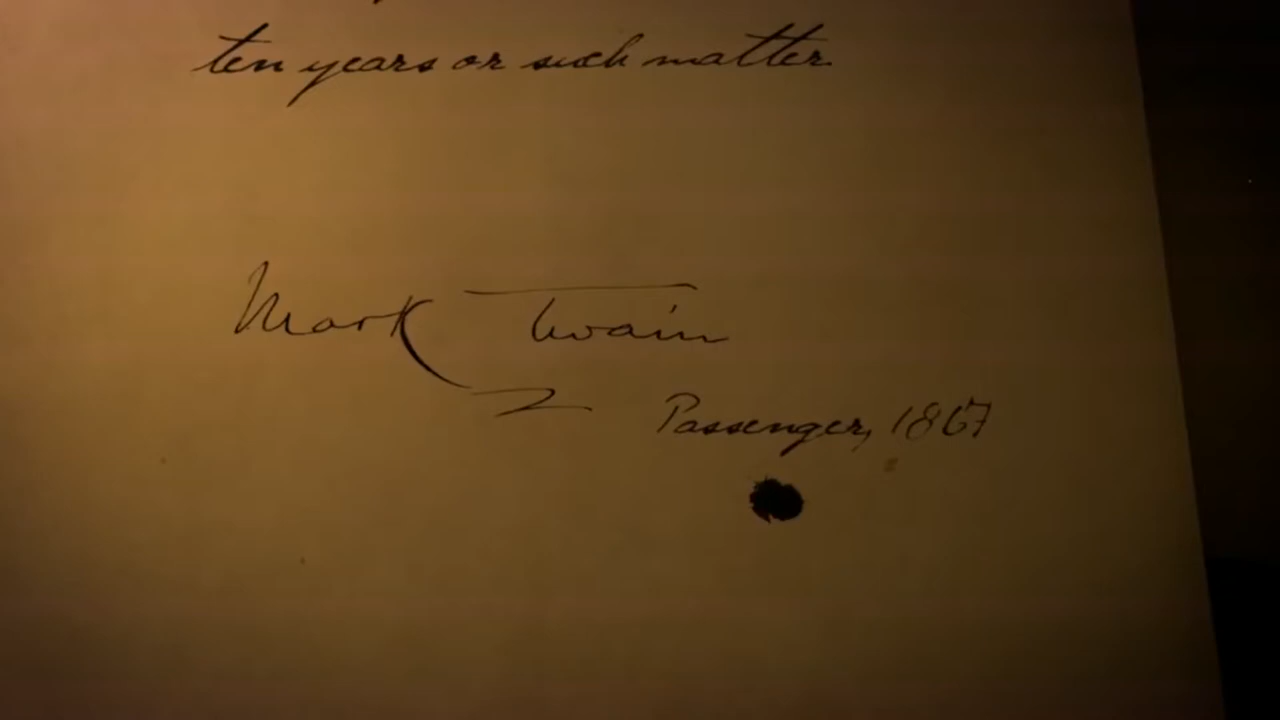 ten years or such matter.
Mark Twain
Passenger, 1867